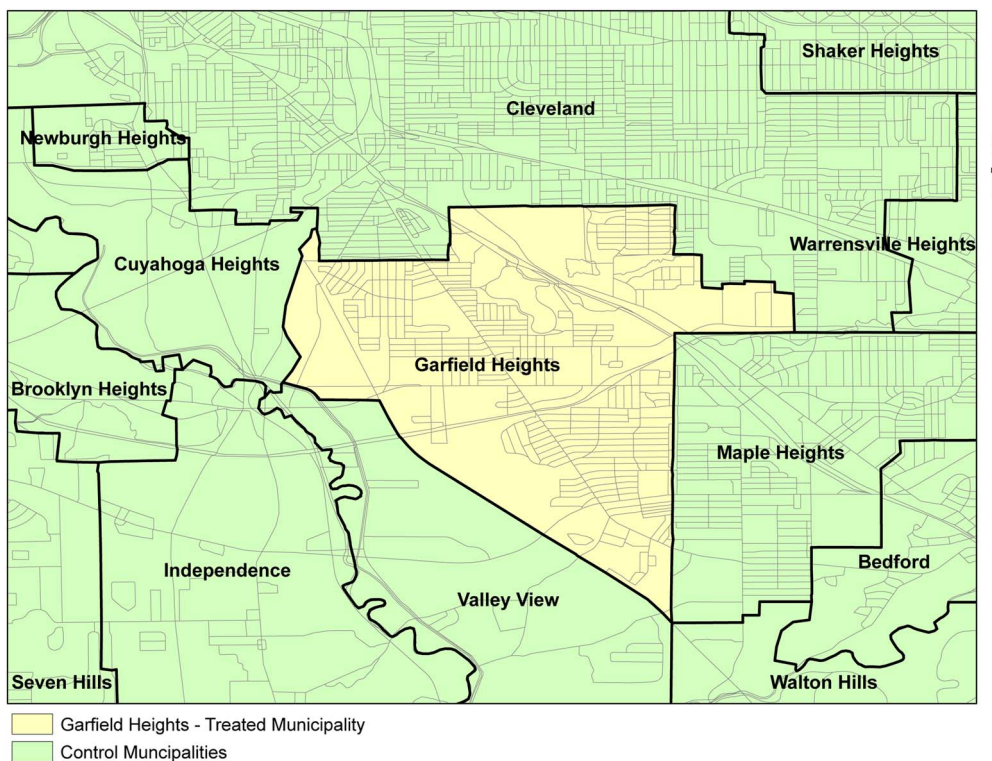 Shaker Heights
Cleveland
Newburgh Heights
Warrensville Heights
Cuyahoga Heights
Garfield Heights
Brooklyn Heights
Maple Heights
Bedford
Independence
Valley View
Seven Hills
Walton Hills
Garfield Heights - Treated Municipality
Control Muncipalities